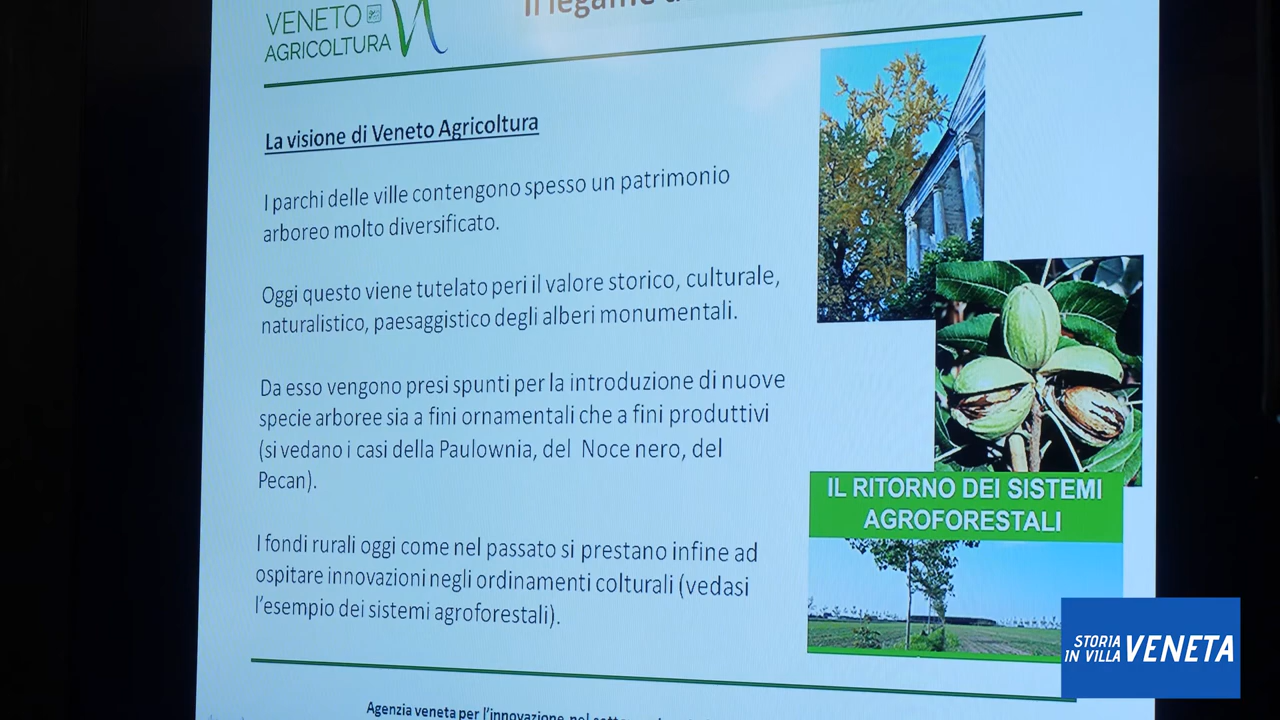 VENETO
AGRICOLTURA
Il legame
La visione di Veneto Agricoltura
I parchi delle ville contengono spesso un patrimonio
arboreo molto diversificato.
Oggi questo viene tutelato peri il valore storico, culturale,
naturalistico, paesaggistico degli alberi monumentali.
Da esso vengono presi spunti per la introduzione di nuove
specie arboree sia a fini ornamentali che a fini produttivi
(si vedano i casi della Paulownia, del Noce nero, del
Pecan).
I fondi rurali oggi come nel passato si prestano infine ad
ospitare innovazioni negli ordinamenti colturali (vedasi
l'esempio dei sistemi agroforestali).
IL RITORNO DEI SISTEMI
AGROFORESTALI
Agenzia veneta per l'innovazione nel
STORIA
IN VILLA VENETA